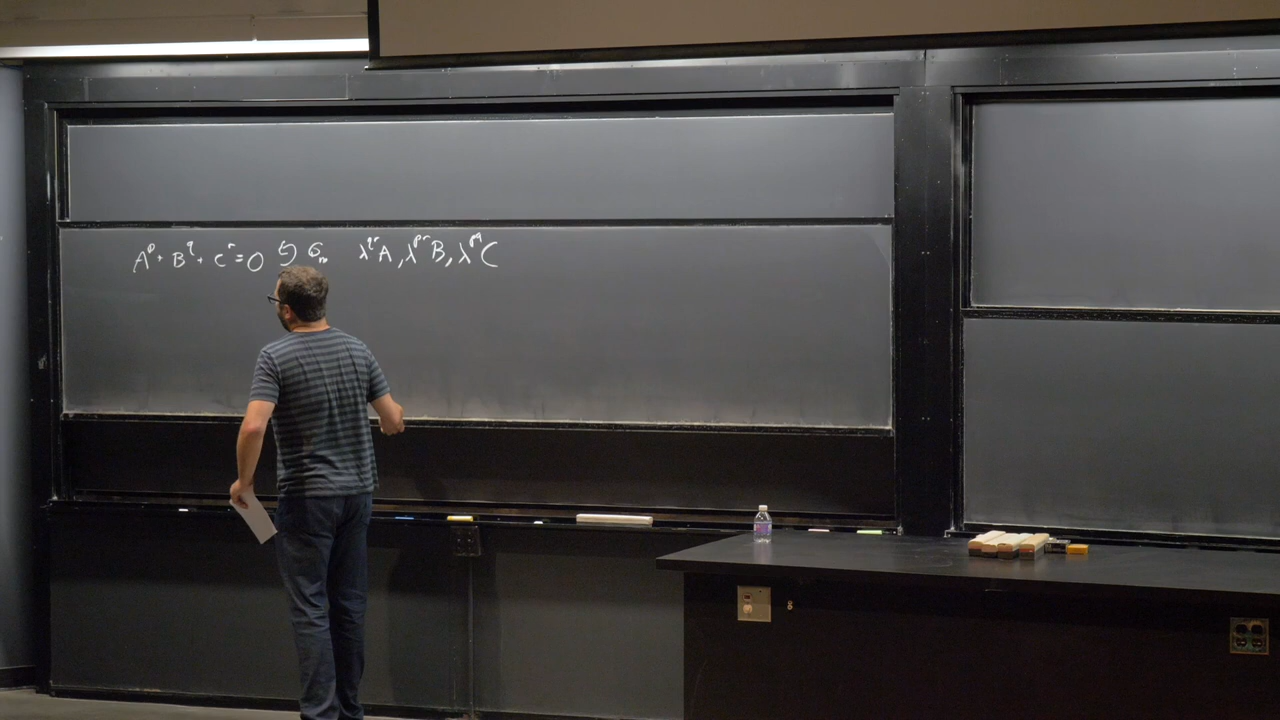 A^p + B^q + C^r = 0 ↺ G_m λ^{qr}A, λ^{pr}B, λ^{pq}C